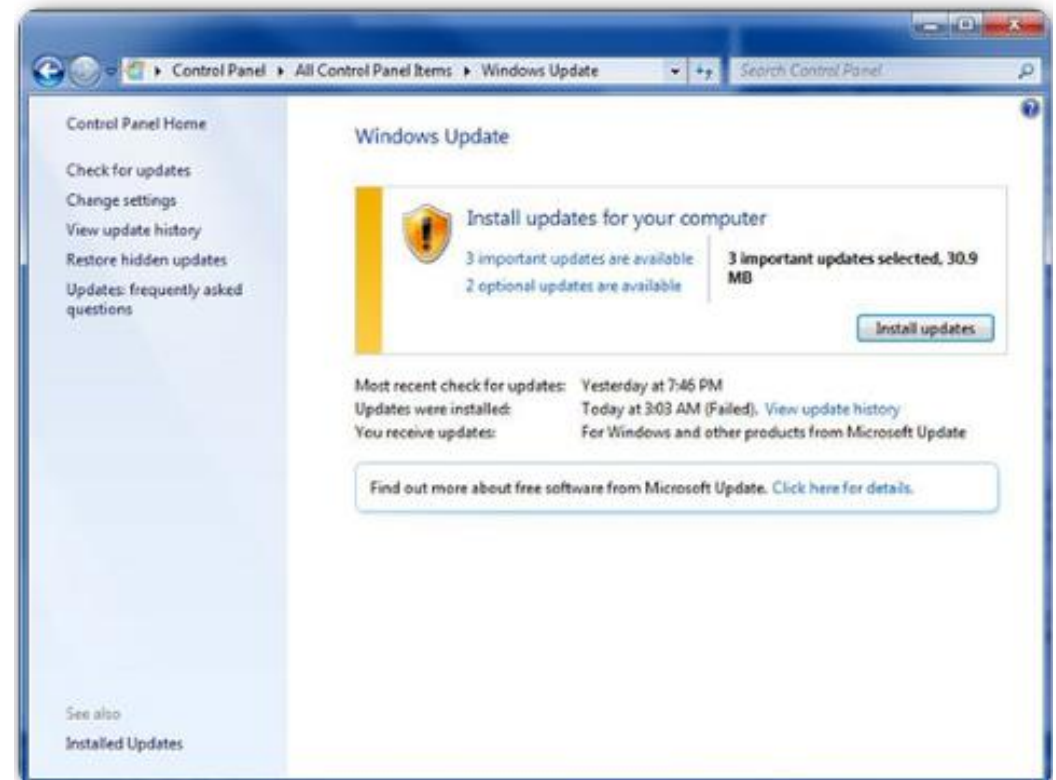 Control Panel ▸ All Control Panel Items ▸ Windows Update
Search Control Panel
Control Panel Home
Check for updates
Change settings
View update history
Restore hidden updates
Updates: frequently asked
questions
See also
Installed Updates
Windows Update
Install updates for your computer
3 important updates are available
2 optional updates are available
3 important updates selected, 30.9
MB
Install updates
Most recent check for updates: Yesterday at 7:46 PM
Updates were installed: Today at 3:03 AM (Failed). View update history
You receive updates: For Windows and other products from Microsoft Update
Find out more about free software from Microsoft Update. Click here for details.